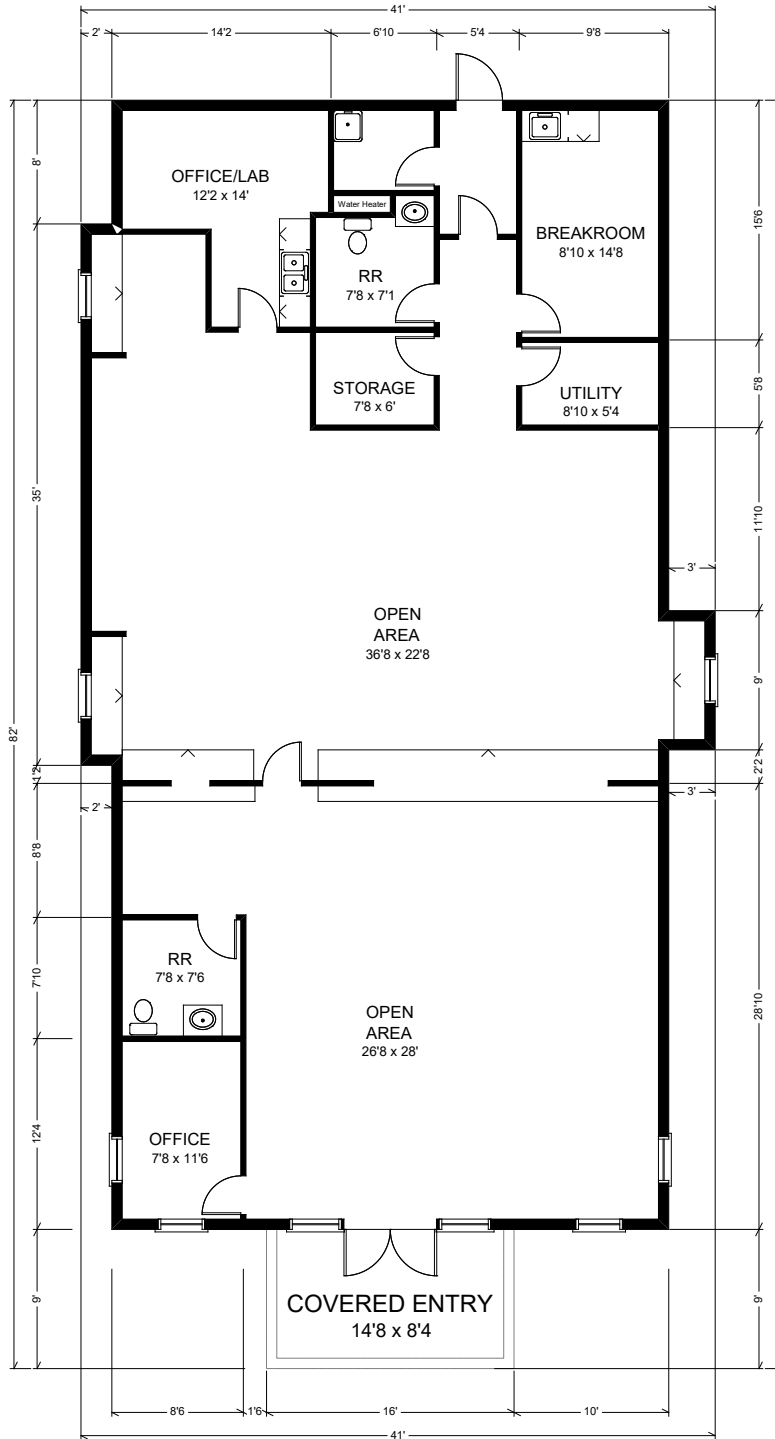 41'
2'
14'2
6'10
5'4
9'8
8'
OFFICE/LAB
12'2 x 14'
Water Heater
BREAKROOM
8'10 x 14'8
15'6
RR
7'8 x 7'1
STORAGE
7'8 x 6'
UTILITY
8'10 x 5'4
5'8
35'
11'10
3'
OPEN
AREA
36'8 x 22'8
9'
82'
1'2
2'2
2'
3'
8'8
RR
7'8 x 7'6
7'10
OPEN
AREA
26'8 x 28'
28'10
OFFICE
7'8 x 11'6
12'4
COVERED ENTRY
14'8 x 8'4
9'
9'
8'6
1'6
16'
10'
41'